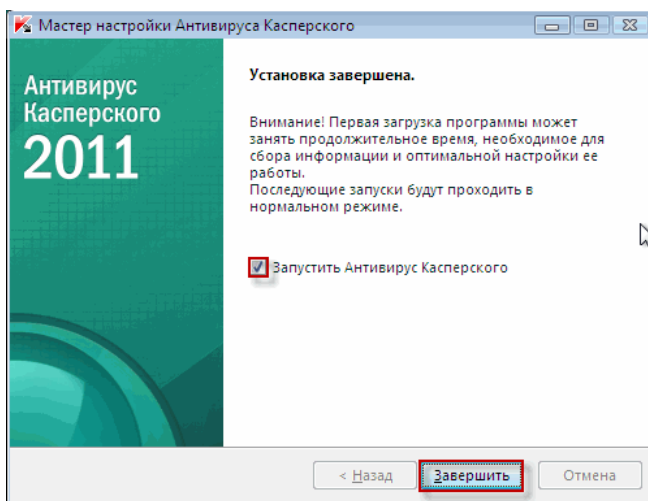 Мастер настройки Антивируса Касперского
Антивирус
Касперского
2011
Установка завершена.
Внимание! Первая загрузка программы может
занять продолжительное время, необходимое для
сбора информации и оптимальной настройки ее
работы.
Последующие запуски будут проходить в
нормальном режиме.
Запустить Антивирус Касперского
< Назад
Завершить
Отмена